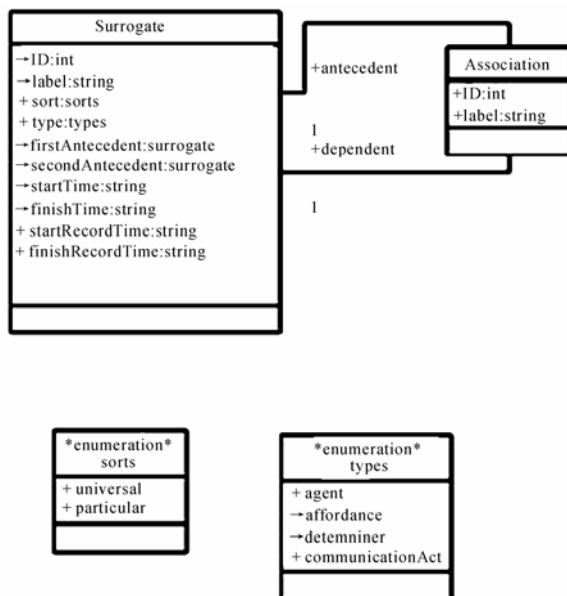 Surrogate
→ID:int
→label:string
+ sort:sorts
+ type:types
→firstAntecedent:surrogate
→secondAntecedent:surrogate
→startTime:string
→finishTime:string
+ startRecordTime:string
+ finishRecordTime:string
+antecedent
1
+dependent
1
Association
+ID:int
+label:string
*enumeration*
sorts
+ universal
+ particular
*enumeration*
types
+ agent
→affordance
→detemniner
+ communicationAct